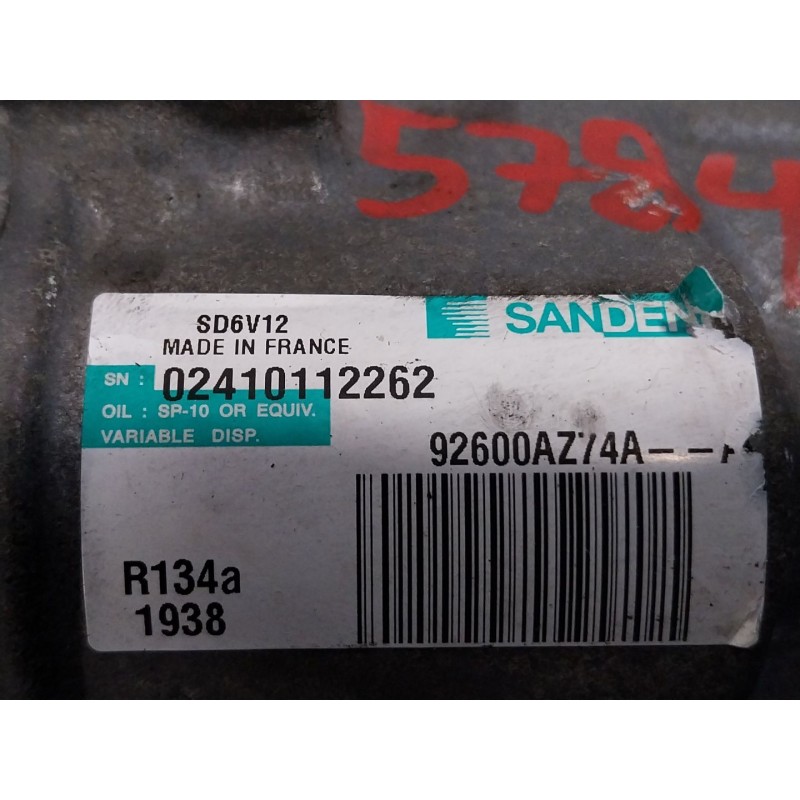 5784
SD6V12
MADE IN FRANCE
SANDEN
SN : 02410112262
OIL : SP-10 OR EQUIV.
VARIABLE DISP.
92600AZ74A--
R134a
1938